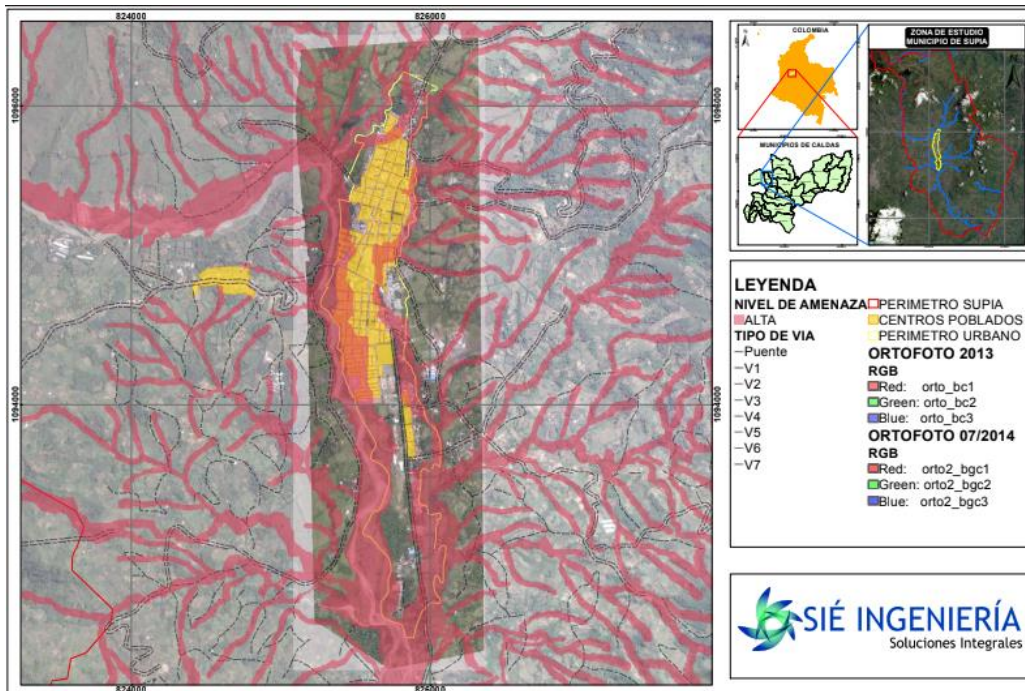 824000
826000
1096000
1096000
1094000
1094000
824000
826000
COLOMBIA
MUNICIPIOS DE CALDAS
ZONA DE ESTUDIO
MUNICIPIO DE SUPIA
LEYENDA
NIVEL DE AMENAZA
ALTA
TIPO DE VIA
Puente
V1
V2
V3
V4
V5
V6
V7
PERIMETRO SUPIA
CENTROS POBLADOS
PERIMETRO URBANO
ORTOFOTO 2013
RGB
Red: orto_bc1
Green: orto_bc2
Blue: orto_bc3
ORTOFOTO 07/2014
RGB
Red: orto2_bgc1
Green: orto2_bgc2
Blue: orto2_bgc3
SIÉ INGENIERÍA
Soluciones Integrales